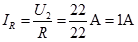 I_R = U_2/R = 22/22 A = 1A